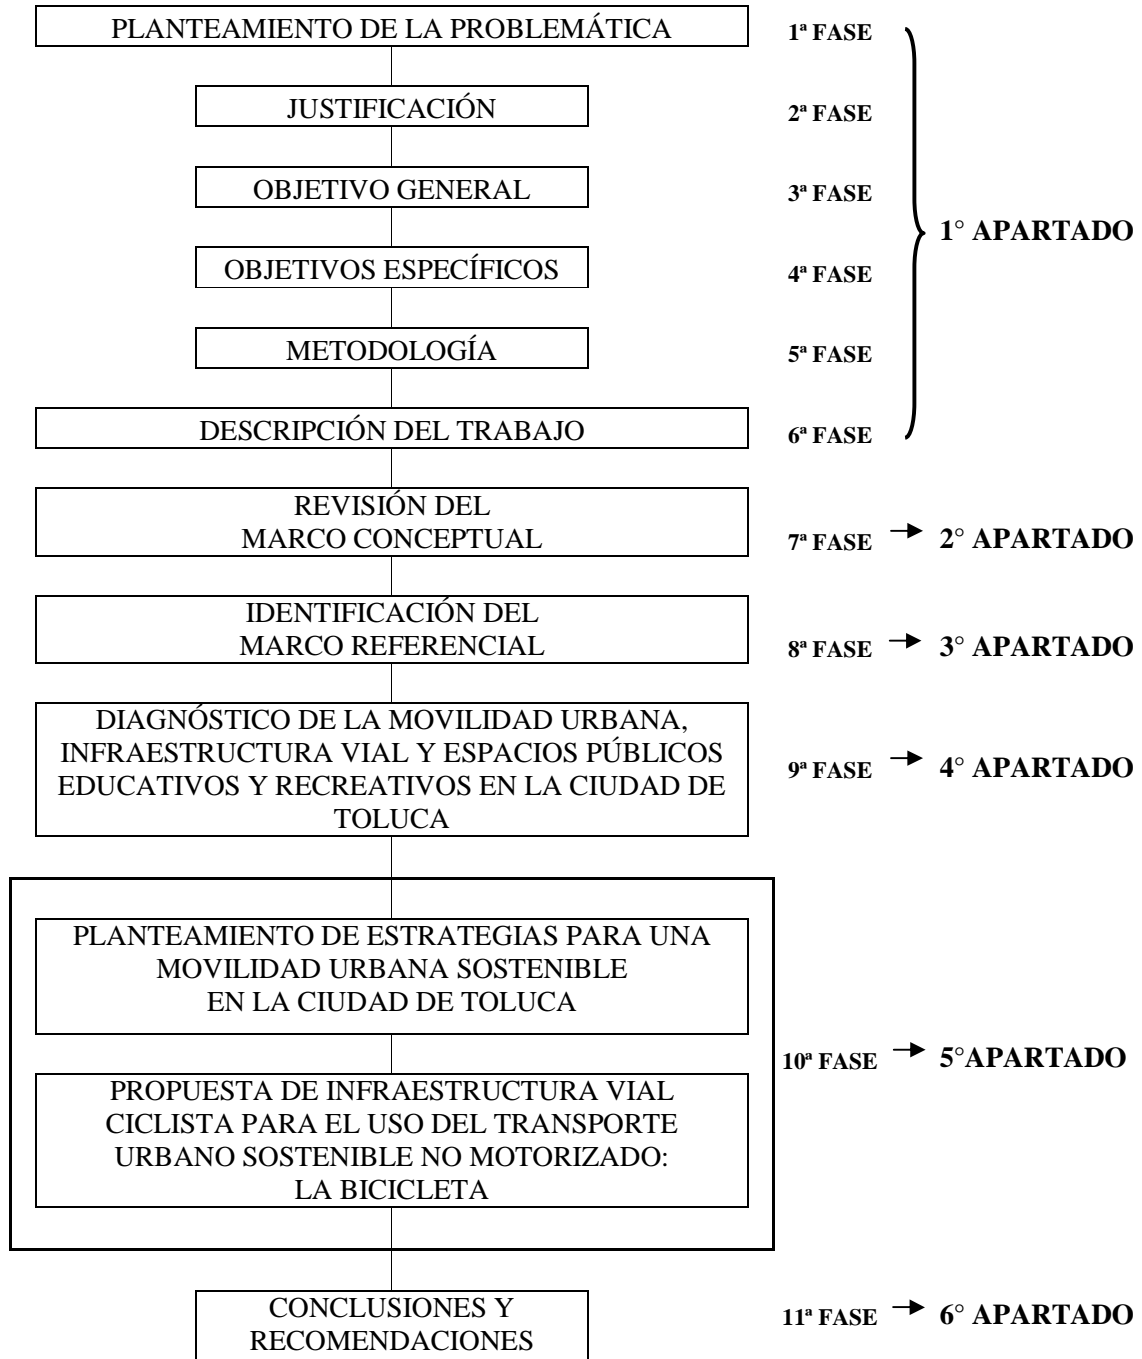 PLANTEAMIENTO DE LA PROBLEMÁTICA
1ª FASE
JUSTIFICACIÓN
2ª FASE
OBJETIVO GENERAL
3ª FASE
1° APARTADO
OBJETIVOS ESPECÍFICOS
4ª FASE
METODOLOGÍA
5ª FASE
DESCRIPCIÓN DEL TRABAJO
6ª FASE
REVISIÓN DEL
MARCO CONCEPTUAL
7ª FASE
2° APARTADO
IDENTIFICACIÓN DEL
MARCO REFERENCIAL
8ª FASE
3° APARTADO
DIAGNÓSTICO DE LA MOVILIDAD URBANA,
INFRAESTRUCTURA VIAL Y ESPACIOS PÚBLICOS
EDUCATIVOS Y RECREATIVOS EN LA CIUDAD DE
TOLUCA
9ª FASE
4° APARTADO
PLANTEAMIENTO DE ESTRATEGIAS PARA UNA
MOVILIDAD URBANA SOSTENIBLE
EN LA CIUDAD DE TOLUCA
PROPUESTA DE INFRAESTRUCTURA VIAL
CICLISTA PARA EL USO DEL TRANSPORTE
URBANO SOSTENIBLE NO MOTORIZADO:
LA BICICLETA
10ª FASE
5°APARTADO
CONCLUSIONES Y
RECOMENDACIONES
11ª FASE
6° APARTADO